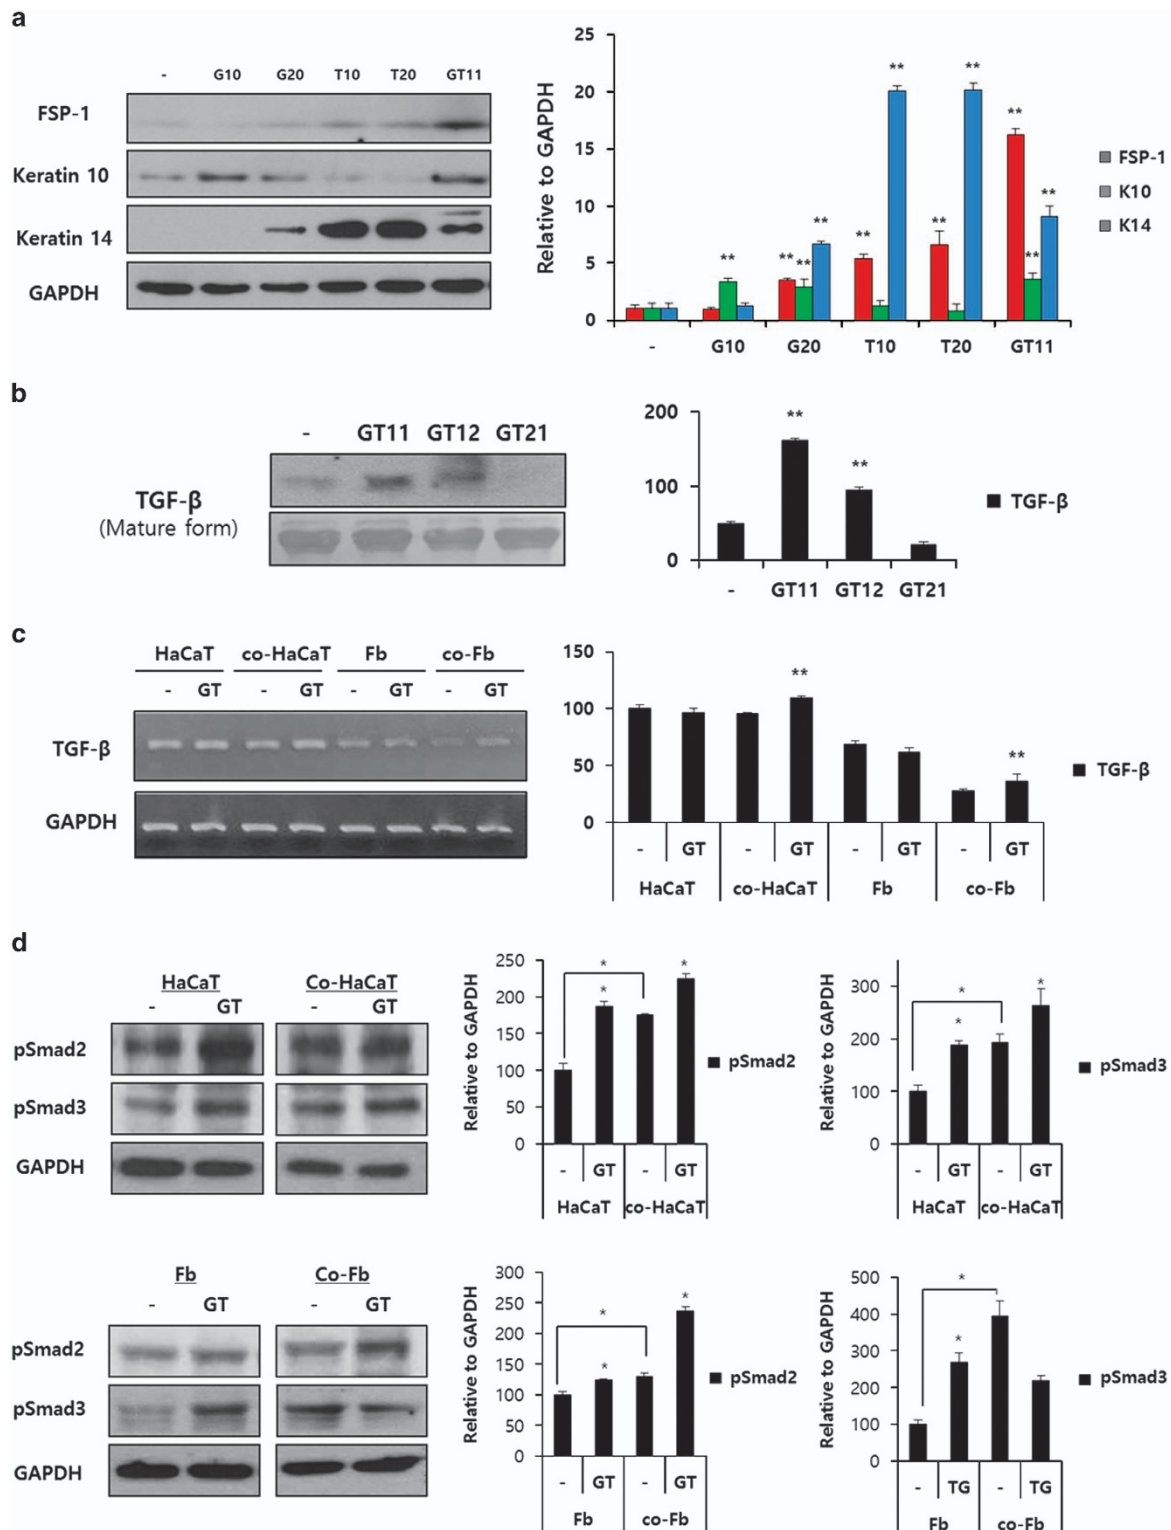 a
- G10 G20 T10 T20 GT11
FSP-1
Keratin 10
Keratin 14
GAPDH
Relative to GAPDH
25
20
15
10
5
0
** ** ** ** ** ** ** ** ** ** **
- G10 G20 T10 T20 GT11
FSP-1
K10
K14
b
- GT11 GT12 GT21
TGF-β
(Mature form)
200
100
0
** **
- GT11 GT12 GT21
TGF-β
c
HaCaT co-HaCaT Fb co-Fb
- GT - GT - GT - GT
TGF-β
GAPDH
150
100
50
0
** **
- GT - GT - GT - GT
HaCaT co-HaCaT Fb co-Fb
TGF-β
d
HaCaT Co-HaCaT
- GT - GT
pSmad2
pSmad3
GAPDH
Relative to GAPDH
250
200
150
100
50
0
* * *
- GT - GT
HaCaT co-HaCaT
pSmad2
Relative to GAPDH
300
200
100
0
* * *
- GT - GT
HaCaT co-HaCaT
pSmad3
Fb Co-Fb
- GT - GT
pSmad2
pSmad3
GAPDH
Relative to GAPDH
300
250
200
150
100
50
0
* * *
- GT - GT
Fb co-Fb
pSmad2
Relative to GAPDH
500
400
300
200
100
0
* *
- TG - TG
Fb co-Fb
pSmad3